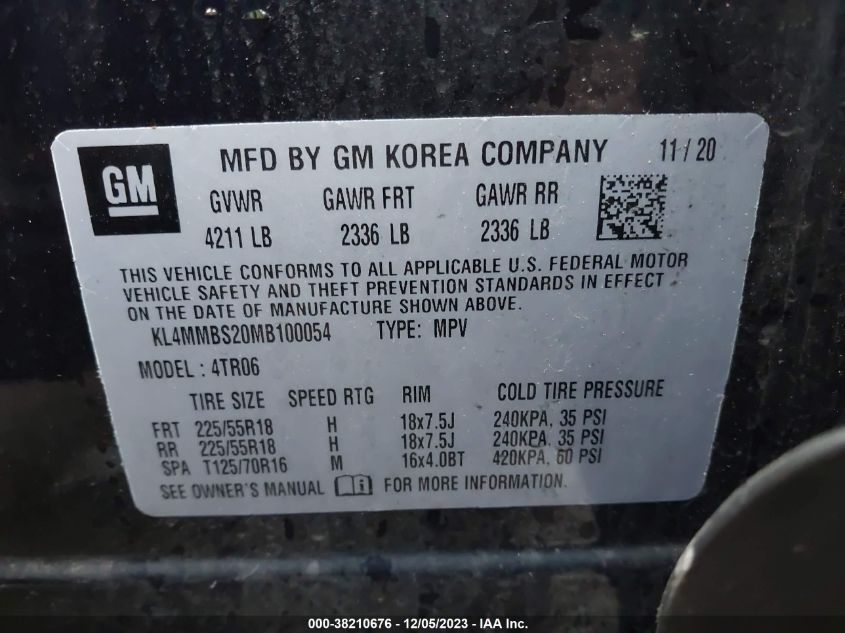 GM
MFD BY GM KOREA COMPANY 11/20
GVWR GAWR FRT GAWR RR
4211 LB 2336 LB 2336 LB
THIS VEHICLE CONFORMS TO ALL APPLICABLE U.S. FEDERAL MOTOR
VEHICLE SAFETY AND THEFT PREVENTION STANDARDS IN EFFECT
ON THE DATE OF MANUFACTURE SHOWN ABOVE.
KL4MMBS20MB100054 TYPE: MPV
MODEL: 4TR06
TIRE SIZE SPEED RTG RIM COLD TIRE PRESSURE
FRT 225/55R18 H 18x7.5J 240KPA, 35 PSI
RR 225/55R18 H 18x7.5J 240KPA, 35 PSI
SPA T125/70R16 M 16x4.0BT 420KPA, 60 PSI
SEE OWNER'S MANUAL FOR MORE INFORMATION.
000-38210676 - 12/05/2023 - IAA Inc.